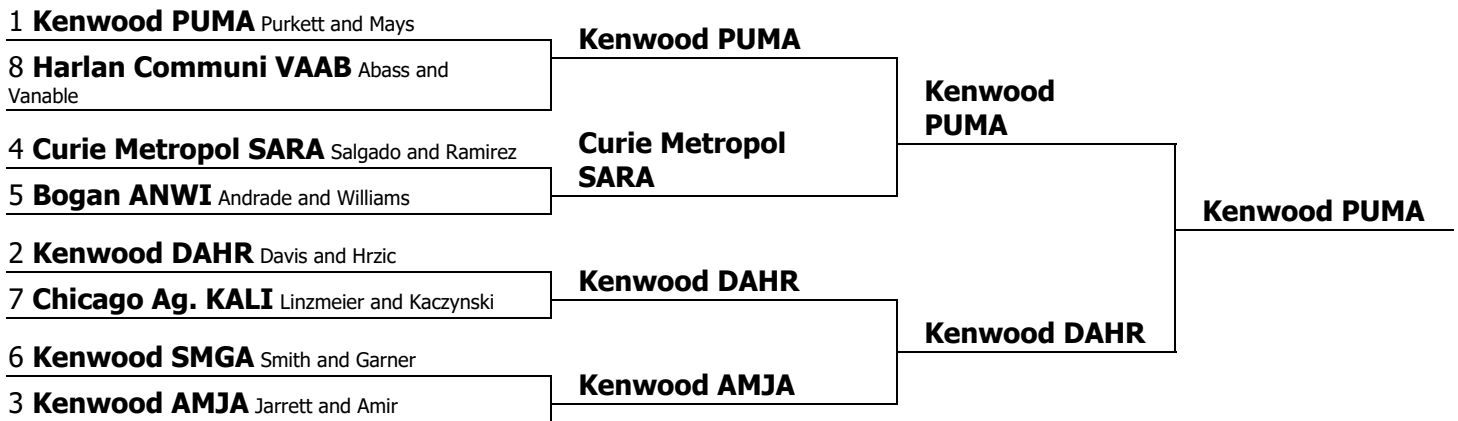 1 Kenwood PUMA Purkett and Mays
8 Harlan Communi VAAB Abass and
Vanable
4 Curie Metropol SARA Salgado and Ramirez
5 Bogan ANWI Andrade and Williams
2 Kenwood DAHR Davis and Hrzic
7 Chicago Ag. KALI Linzmeier and Kaczynski
6 Kenwood SMGA Smith and Garner
3 Kenwood AMJA Jarrett and Amir
Kenwood PUMA
Curie Metropol
SARA
Kenwood DAHR
Kenwood AMJA
Kenwood
PUMA
Kenwood DAHR
Kenwood PUMA